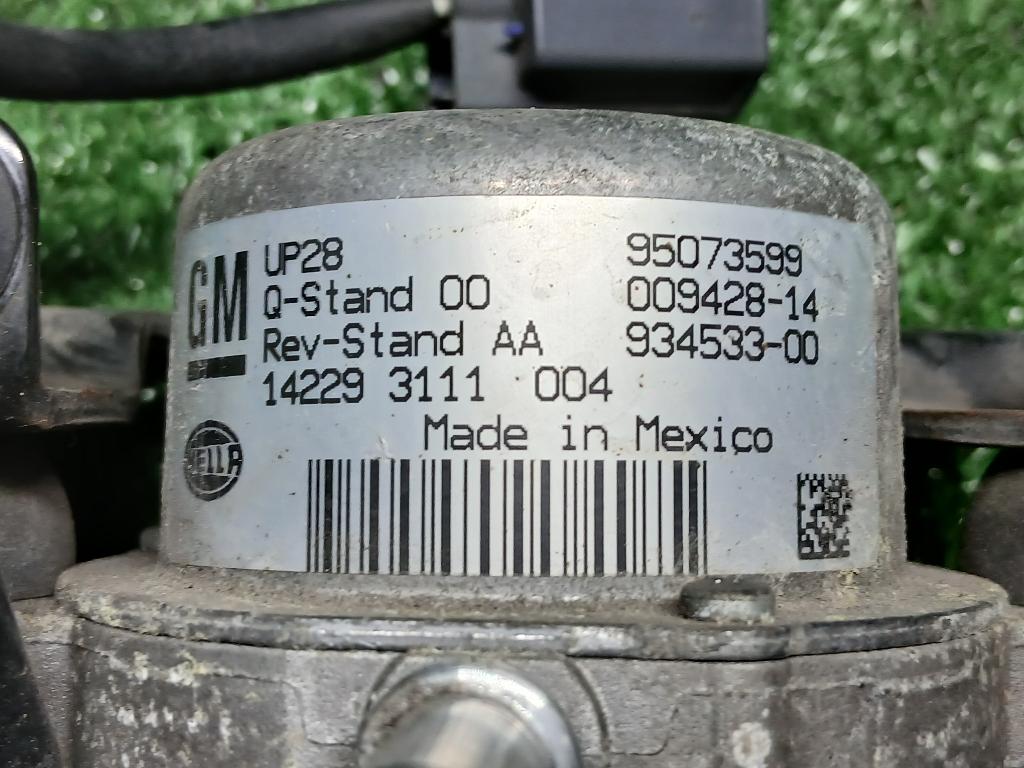 GM
UP28 95073599
Q-Stand 00 009428-14
Rev-Stand AA 934533-00
14229 3111 004
Made in Mexico
HELLA